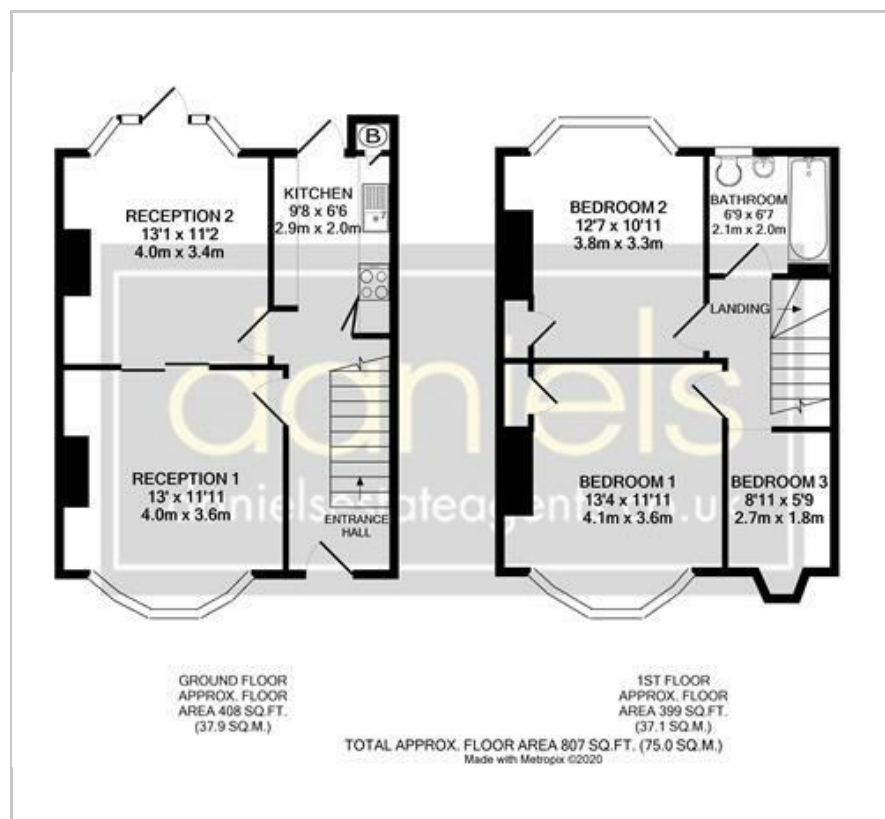 B
KITCHEN
9'8 x 6'6
2.9m x 2.0m
RECEPTION 2
13'1 x 11'2
4.0m x 3.4m
RECEPTION 1
13' x 11'11
4.0m x 3.6m
ENTRANCE
HALL
BEDROOM 2
12'7 x 10'11
3.8m x 3.3m
BATHROOM
6'9 x 6'7
2.1m x 2.0m
LANDING
BEDROOM 1
13'4 x 11'11
4.1m x 3.6m
BEDROOM 3
8'11 x 5'9
2.7m x 1.8m
daniels
danielsestateagents.co.uk
GROUND FLOOR
APPROX. FLOOR
AREA 408 SQ.FT.
(37.9 SQ.M.)
1ST FLOOR
APPROX. FLOOR
AREA 399 SQ.FT.
(37.1 SQ.M.)
TOTAL APPROX. FLOOR AREA 807 SQ.FT. (75.0 SQ.M.)
Made with Metropix ©2020